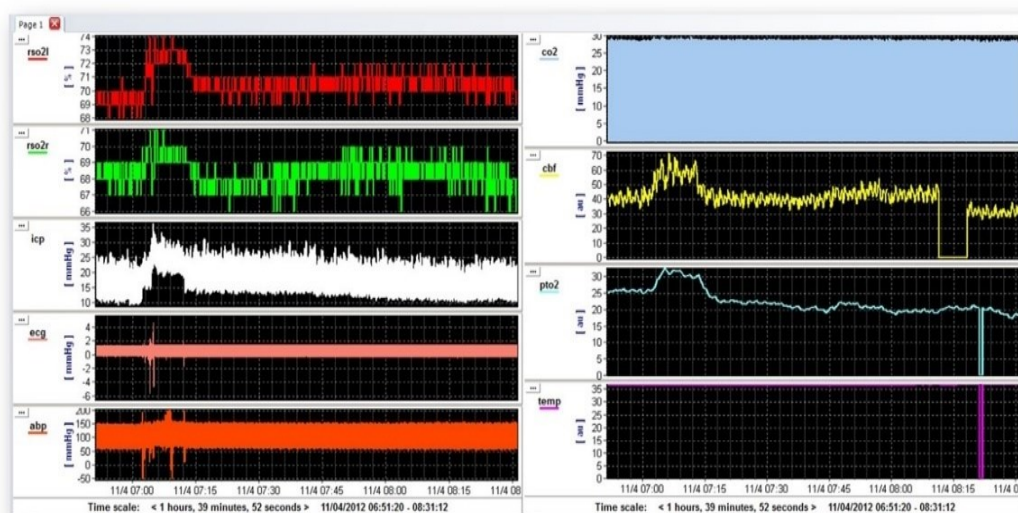 Page 1
rso2l
[ % ]
74
73
72
71
70
69
68
rso2r
[ % ]
71
70
69
68
67
66
icp
[ mmHg ]
35
30
25
20
15
10
ecg
[ mmHg ]
4
2
0
-2
-4
-6
abp
[ mmHg ]
200
150
100
50
0
-50
11/4 07:00 11/4 07:15 11/4 07:30 11/4 07:45 11/4 08:00 11/4 08:15 11/4 08
Time scale: < 1 hours, 39 minutes, 52 seconds > 11/04/2012 06:51:20 - 08:31:12
co2
[ mmHg ]
30
25
20
15
10
5
0
cbf
[ au ]
70
60
50
40
30
20
10
0
pto2
[ au ]
30
25
20
15
10
5
0
temp
[ au ]
35
30
25
20
15
10
5
0
11/4 07:00 11/4 07:15 11/4 07:30 11/4 07:45 11/4 08:00 11/4 08:15 11/4 08
Time scale: < 1 hours, 39 minutes, 52 seconds > 11/04/2012 06:51:20 - 08:31:12